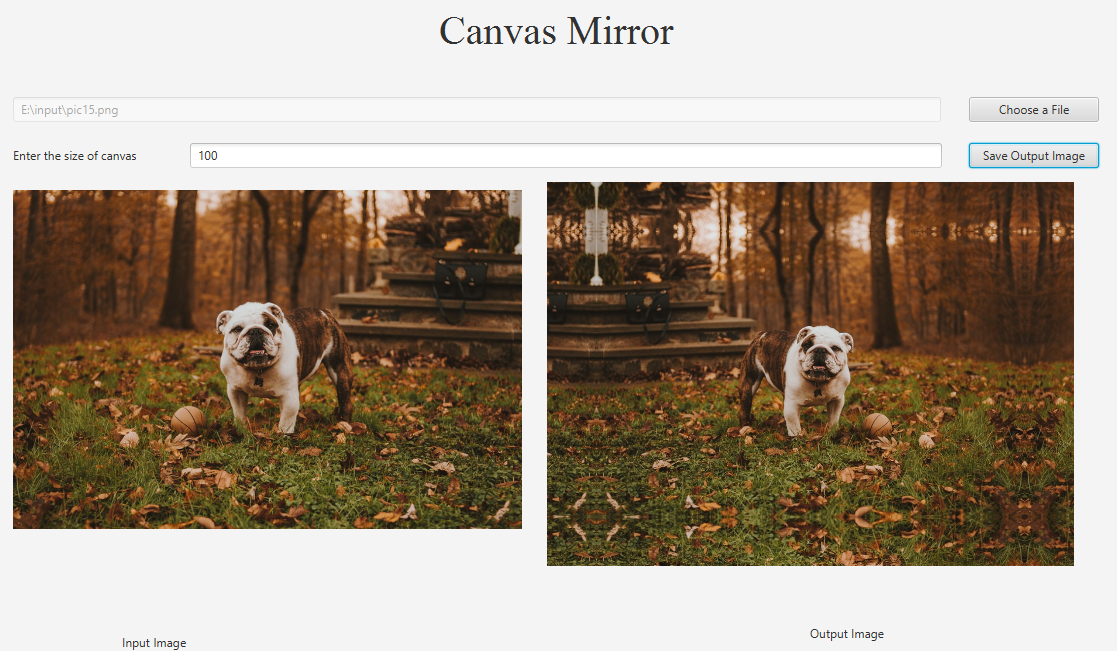 Canvas Mirror
E:\input\pic15.png
Choose a File
Enter the size of canvas
100
Save Output Image
Input Image
Output Image